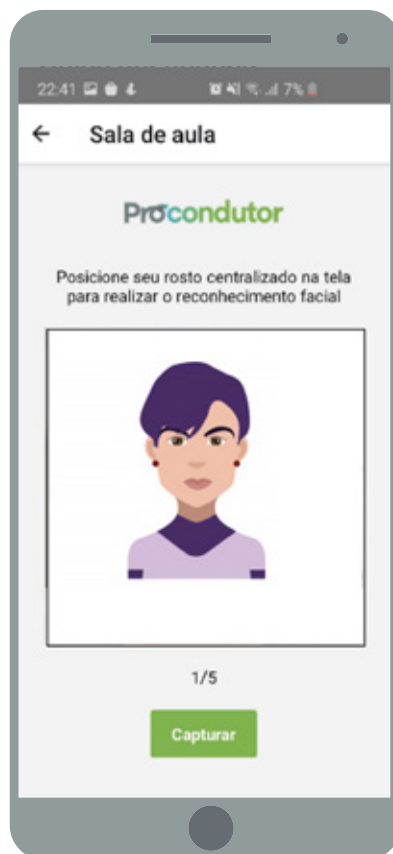 22:41
7%
Sala de aula
Procondutor
Posicione seu rosto centralizado na tela
para realizar o reconhecimento facial
1/5
Capturar